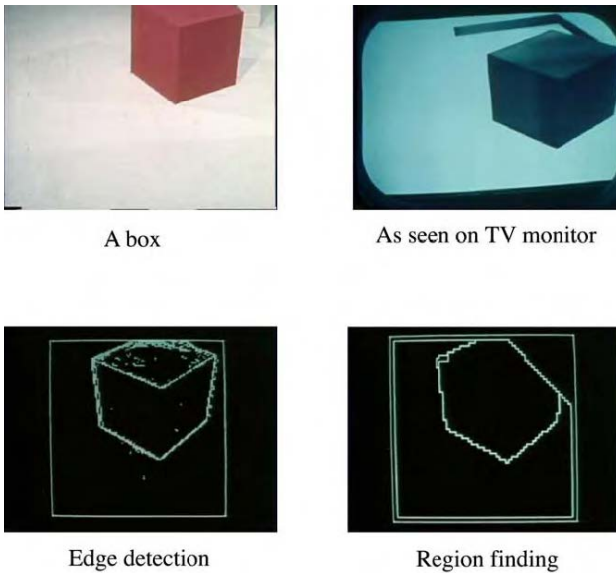 A box
As seen on TV monitor
Edge detection
Region finding